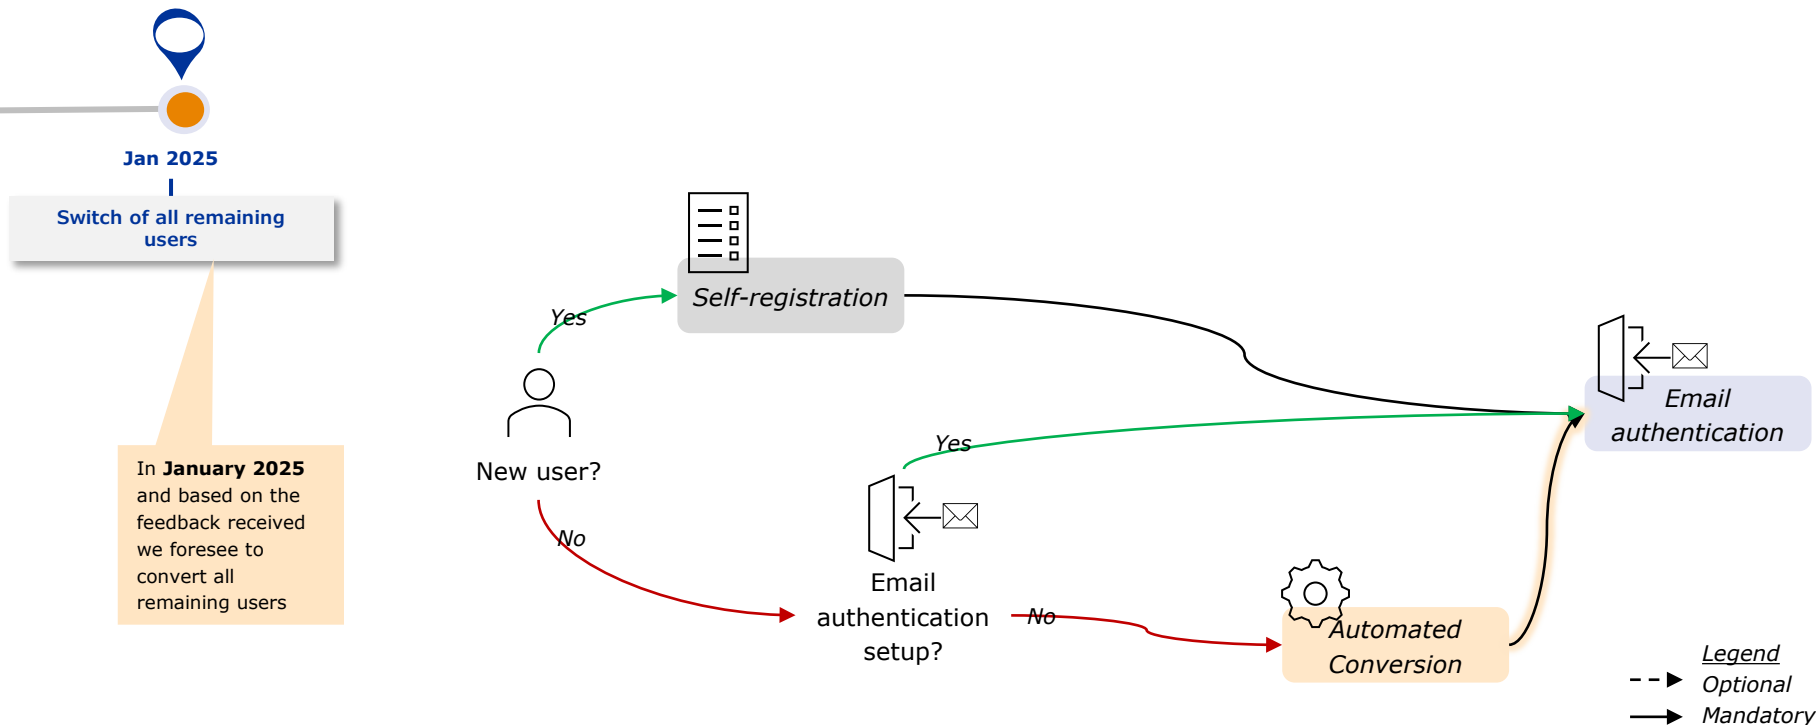 Jan 2025
Switch of all remaining
users
In January 2025
and based on the
feedback received
we foresee to
convert all
remaining users
Self-registration
Yes
New user?
No
Yes
Email
authentication
setup?
No
Automated
Conversion
Email
authentication
Legend
Optional
Mandatory